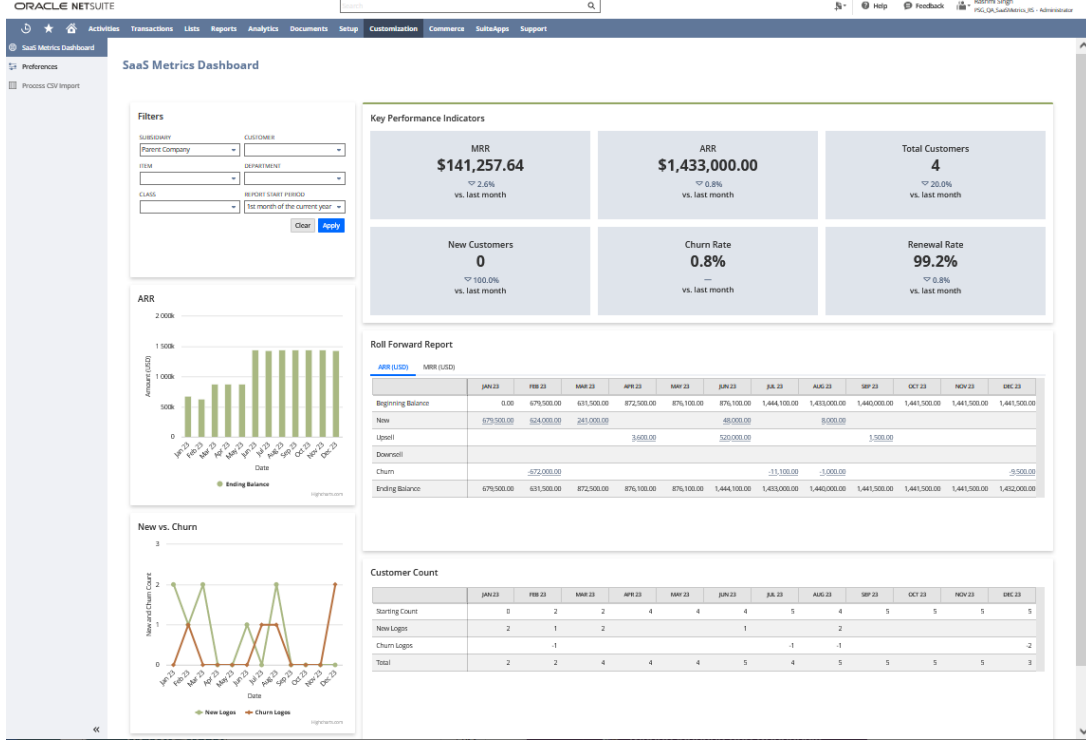 ORACLE NETSUITE
Search
Help
Feedback
Rashmi Singh
PSG_QA_SaaSMetrics_RS - Administrator
Activities Transactions Lists Reports Analytics Documents Setup Customization Commerce SuiteApps Support
SaaS Metrics Dashboard
Preferences
Process CSV Import
SaaS Metrics Dashboard
Filters
SUBSIDIARY CUSTOMER
Parent Company
ITEM DEPARTMENT
CLASS REPORT START PERIOD
1st month of the current year
Clear Apply
Key Performance Indicators
MRR
$141,257.64
2.6%
vs. last month
ARR
$1,433,000.00
0.8%
vs. last month
Total Customers
4
20.0%
vs. last month
New Customers
0
100.0%
vs. last month
Churn Rate
0.8%
—
vs. last month
Renewal Rate
99.2%
0.8%
vs. last month
ARR
2 000k
1 500k
1 000k
500k
0
Amount (USD)
Jan 23 Feb 23 Mar 23 Apr 23 May 23 Jun 23 Jul 23 Aug 23 Sep 23 Oct 23 Nov 23 Dec 23
Date
Ending Balance
Highcharts.com
New vs. Churn
3
2
1
0
New and Churn Count
Jan 23 Feb 23 Mar 23 Apr 23 May 23 Jun 23 Jul 23 Aug 23 Sep 23 Oct 23 Nov 23 Dec 23
Date
New Logos Churn Logos
Highcharts.com
Roll Forward Report
ARR (USD) MRR (USD)
JAN 23 FEB 23 MAR 23 APR 23 MAY 23 JUN 23 JUL 23 AUG 23 SEP 23 OCT 23 NOV 23 DEC 23
Beginning Balance 0.00 679,500.00 631,500.00 872,500.00 876,100.00 876,100.00 1,444,100.00 1,433,000.00 1,440,000.00 1,441,500.00 1,441,500.00 1,441,500.00
New 679,500.00 624,000.00 241,000.00 48,000.00 8,000.00
Upsell 3,600.00 520,000.00 1,500.00
Downsell
Churn -672,000.00 -11,100.00 -1,000.00 -9,500.00
Ending Balance 679,500.00 631,500.00 872,500.00 876,100.00 876,100.00 1,444,100.00 1,433,000.00 1,440,000.00 1,441,500.00 1,441,500.00 1,441,500.00 1,432,000.00
Customer Count
JAN 23 FEB 23 MAR 23 APR 23 MAY 23 JUN 23 JUL 23 AUG 23 SEP 23 OCT 23 NOV 23 DEC 23
Starting Count 0 2 2 4 4 4 5 4 5 5 5 5
New Logos 2 1 2 1 2
Churn Logos -1 -1 -1 -2
Total 2 2 4 4 4 5 4 5 5 5 5 3